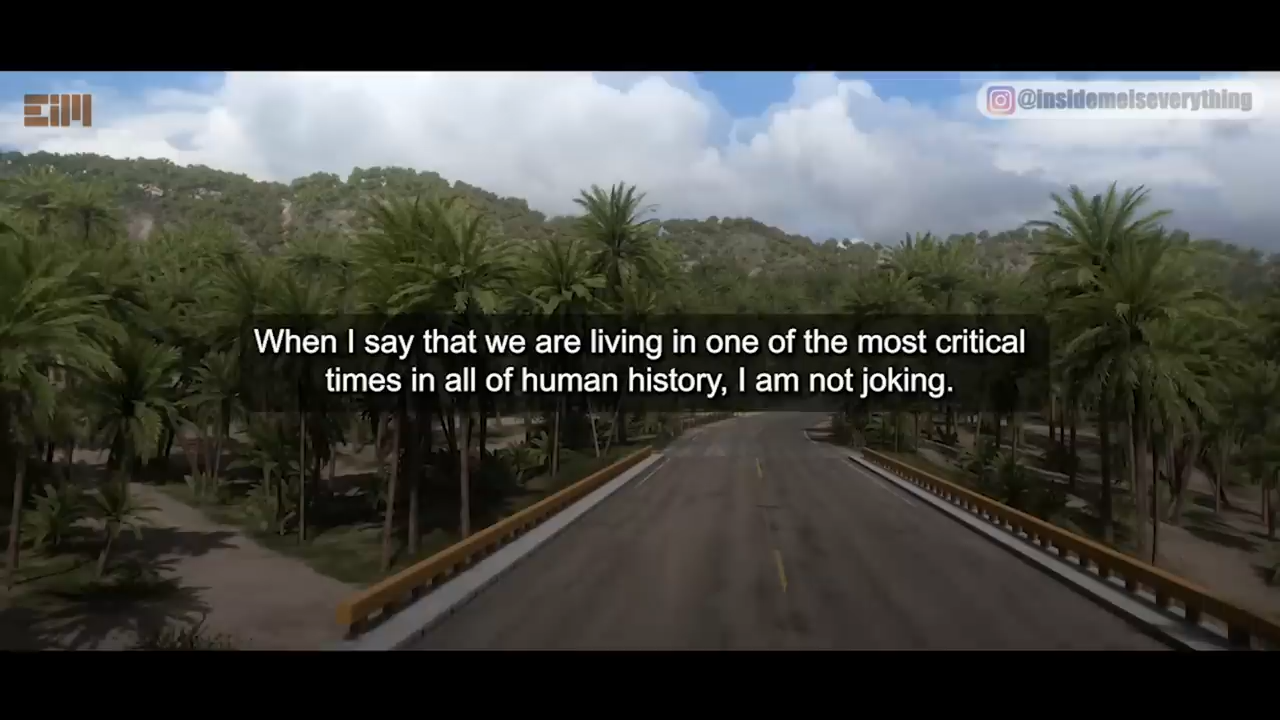 EiM
@insidemeiseverything
When I say that we are living in one of the most critical
times in all of human history, I am not joking.